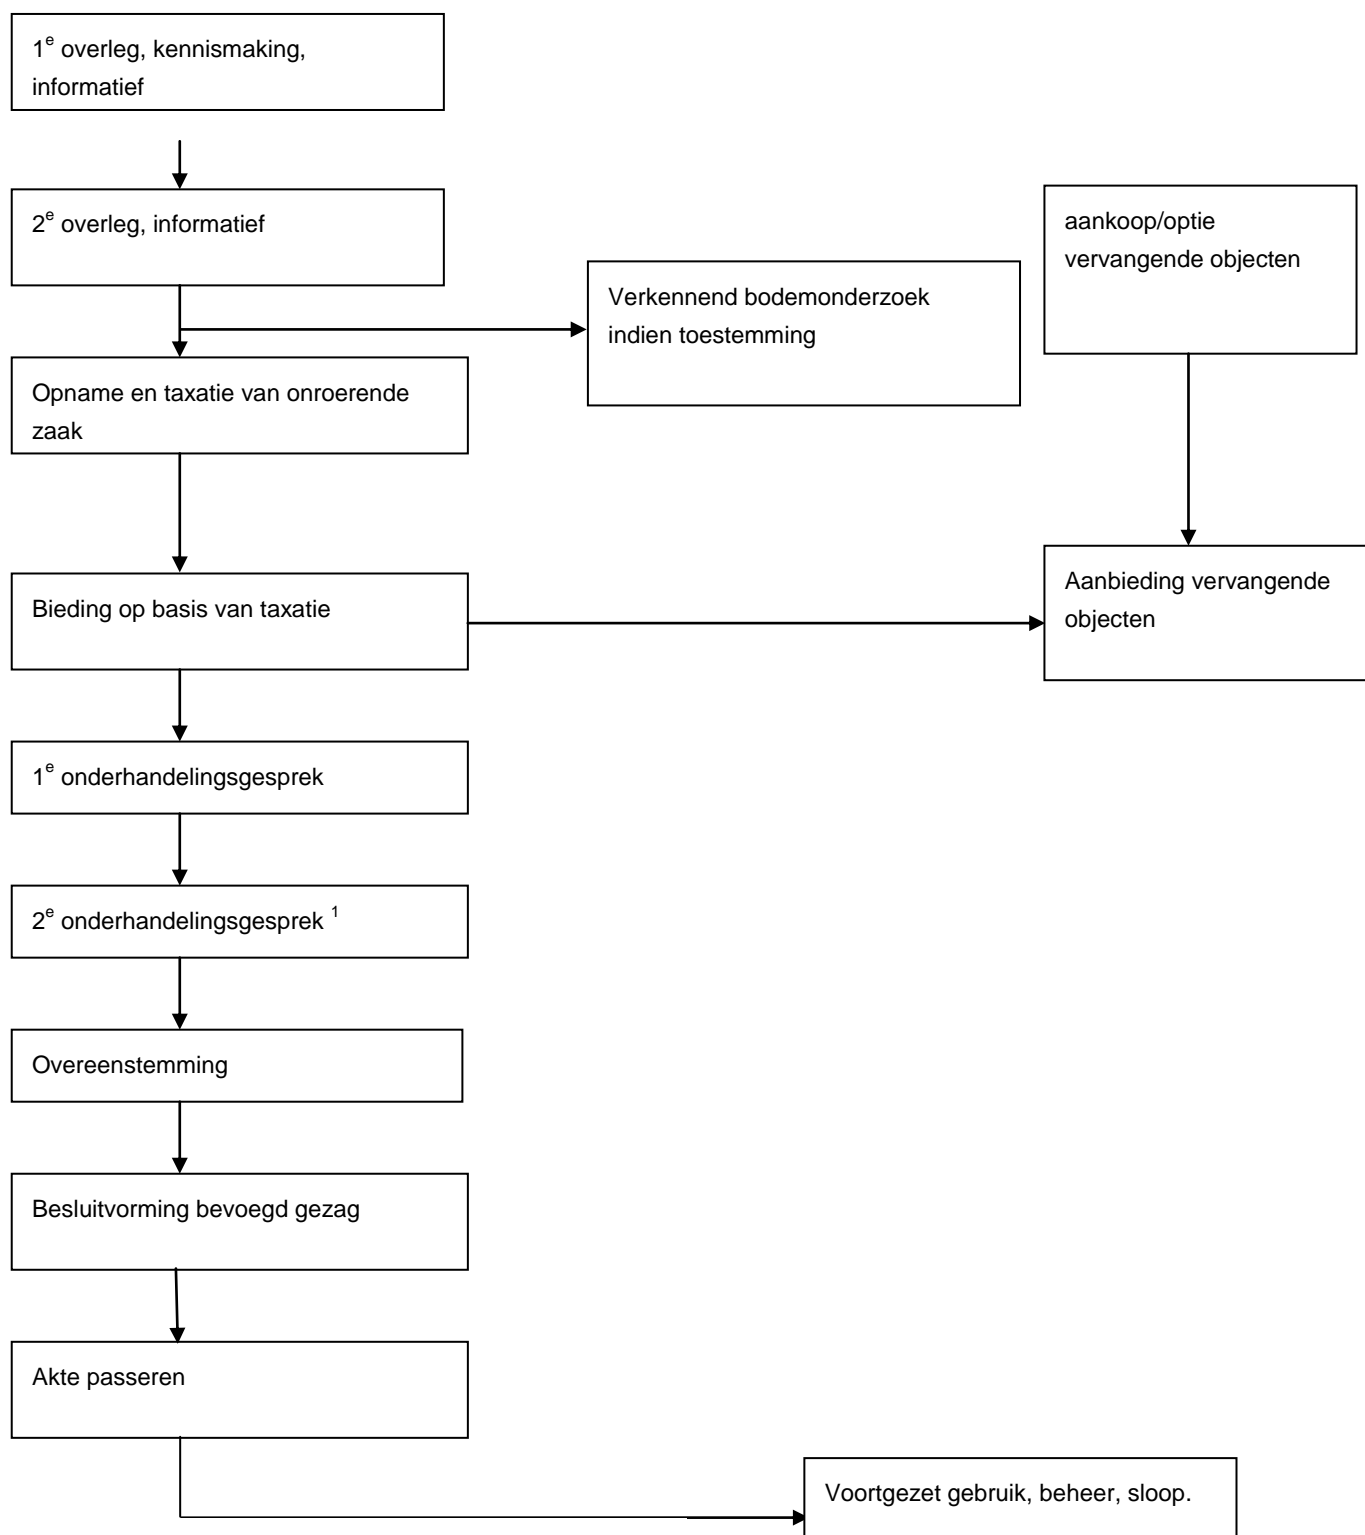 1e overleg, kennismaking,
informatief
2e overleg, informatief
aankoop/optie
vervangende objecten
Verkennend bodemonderzoek
indien toestemming
Opname en taxatie van onroerende
zaak
Bieding op basis van taxatie
Aanbieding vervangende
objecten
1e onderhandelingsgesprek
2e onderhandelingsgesprek 1
Overeenstemming
Besluitvorming bevoegd gezag
Akte passeren
Voortgezet gebruik, beheer, sloop.